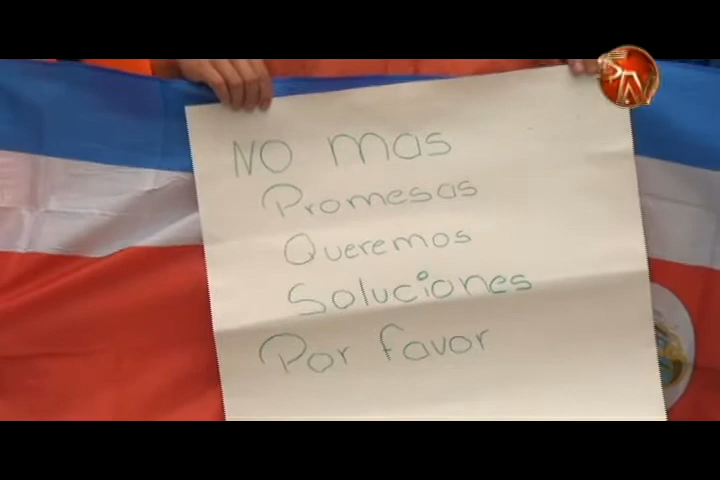 NO mas
Promesas
Queremos
Soluciones
Por favor